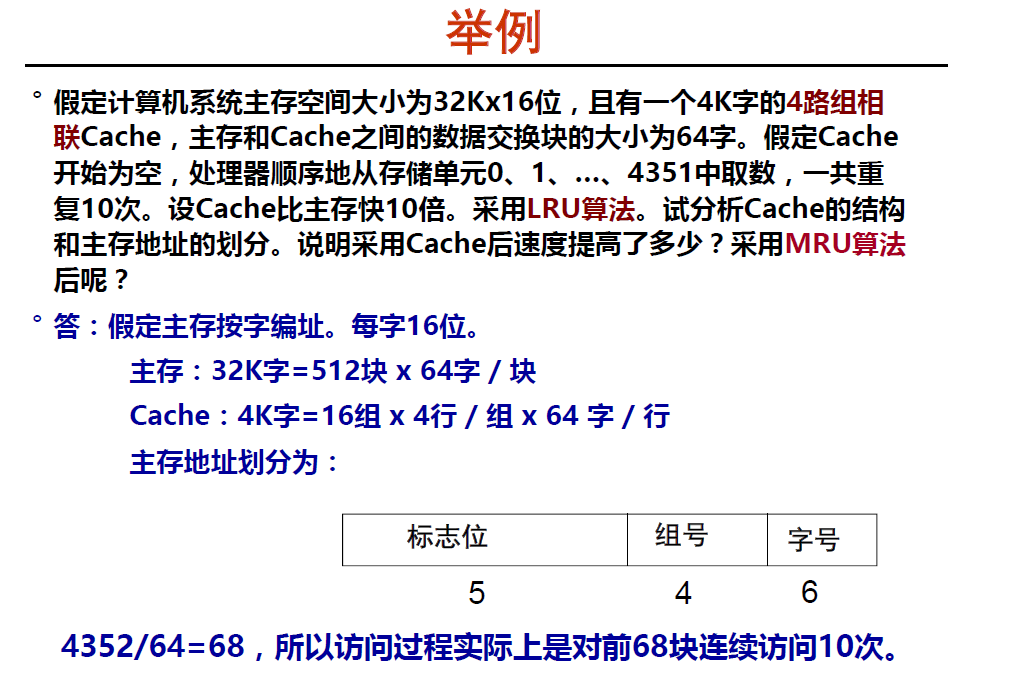 举例
° 假定计算机系统主存空间大小为32Kx16位，且有一个4K字的4路组相
联Cache，主存和Cache之间的数据交换块的大小为64字。假定Cache
开始为空，处理器顺序地从存储单元0、1、…、4351中取数，一共重
复10次。设Cache比主存快10倍。采用LRU算法。试分析Cache的结构
和主存地址的划分。说明采用Cache后速度提高了多少？采用MRU算法
后呢？
° 答：假定主存按字编址。每字16位。
主存：32K字=512块 x 64字 / 块
Cache：4K字=16组 x 4行 / 组 x 64 字 / 行
主存地址划分为：
标志位 组号 字号
5 4 6
4352/64=68，所以访问过程实际上是对前68块连续访问10次。